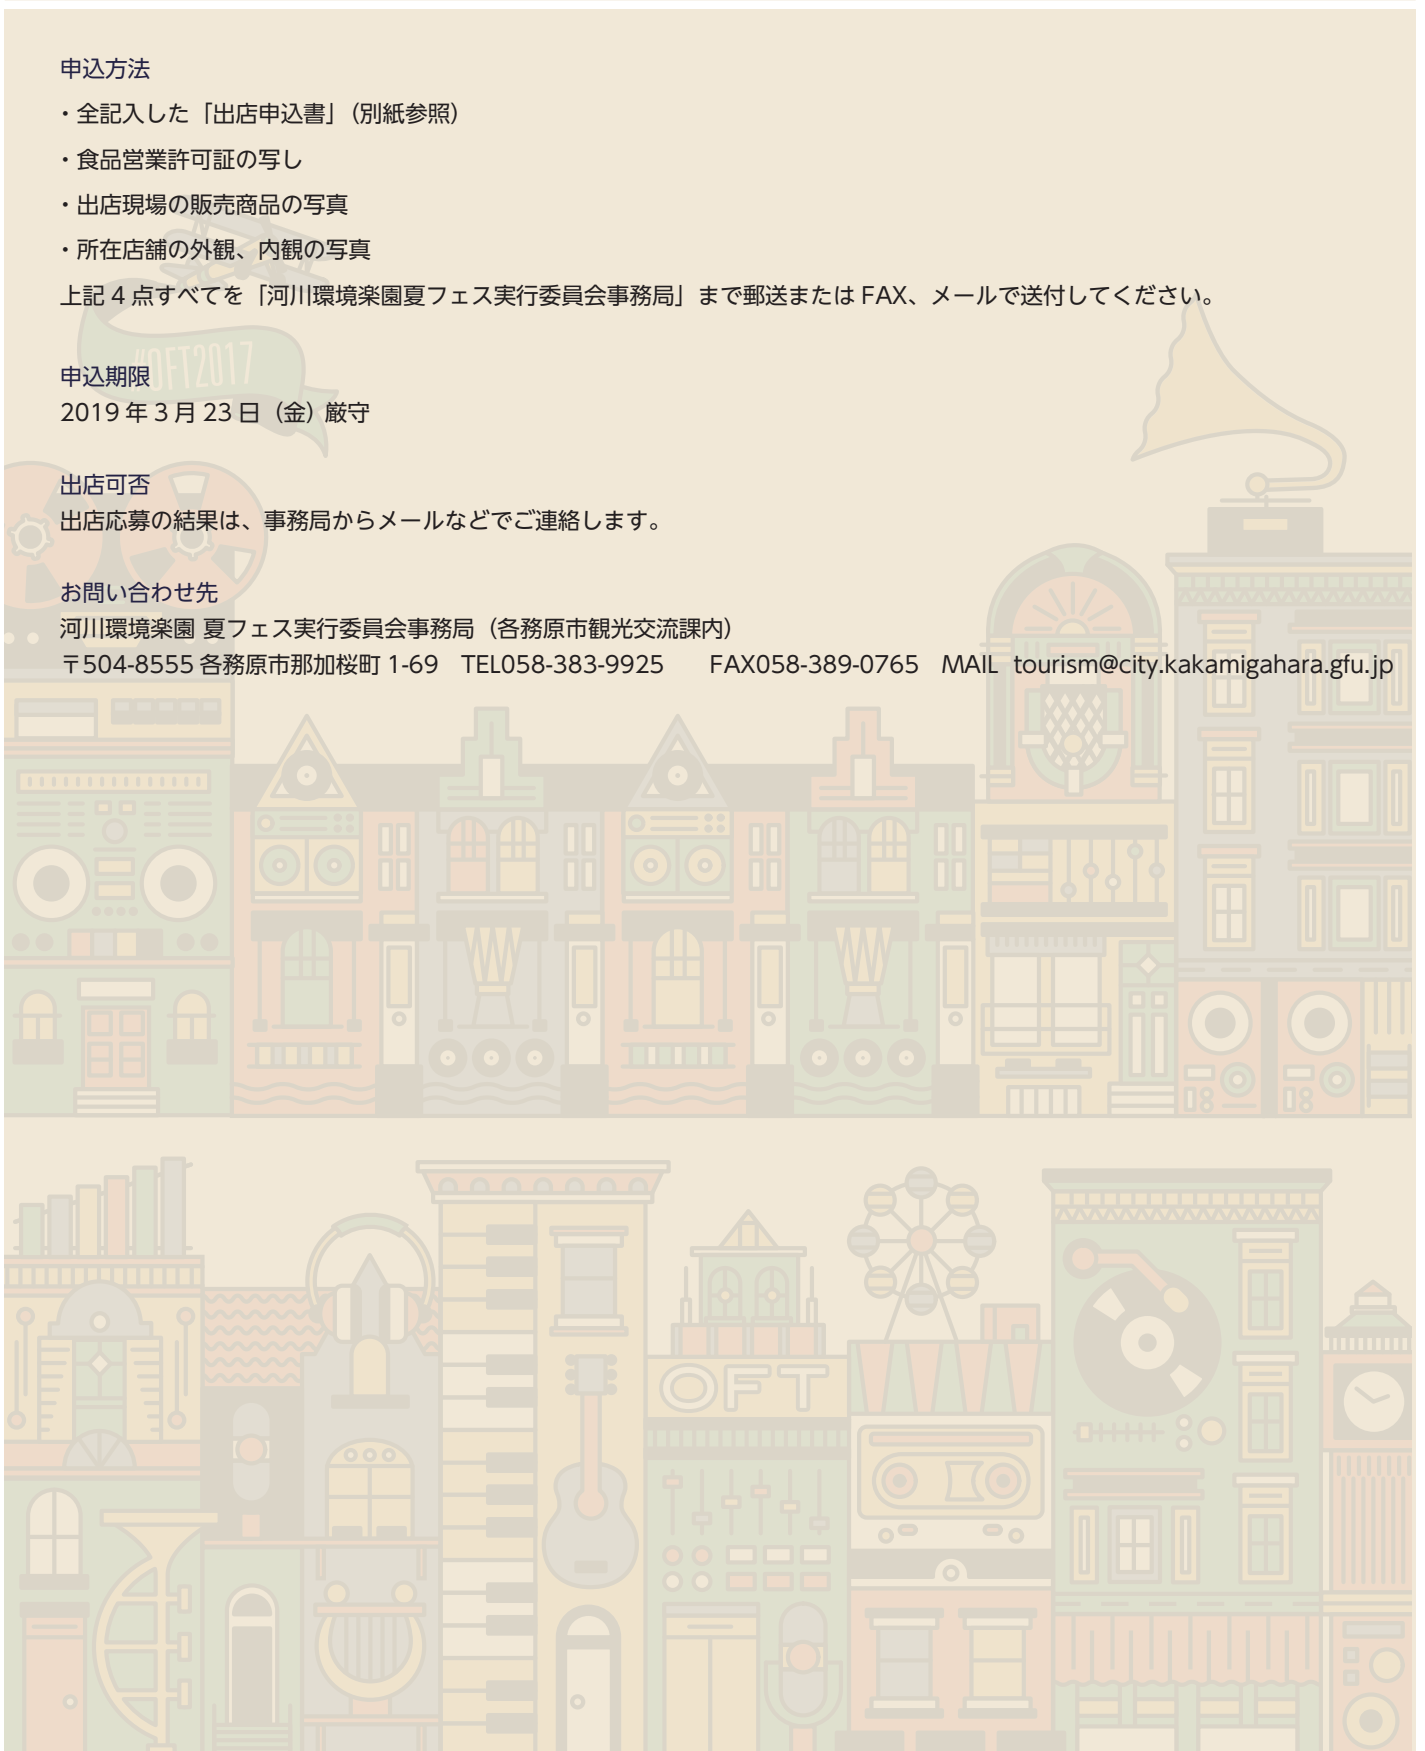 申込方法
・全記入した「出店申込書」（別紙参照）
・食品営業許可証の写し
・出店現場の販売商品の写真
・所在店舗の外観、内観の写真
上記 4 点すべてを「河川環境楽園夏フェス実行委員会事務局」まで郵送または FAX、メールで送付してください。
#OFT2017
申込期限
2019 年 3 月 23 日（金）厳守
出店可否
出店応募の結果は、事務局からメールなどでご連絡します。
お問い合わせ先
河川環境楽園 夏フェス実行委員会事務局（各務原市観光交流課内）
〒504-8555 各務原市那加桜町 1-69　TEL058-383-9925　　FAX058-389-0765　MAIL  tourism@city.kakamigahara.gfu.jp
OFT